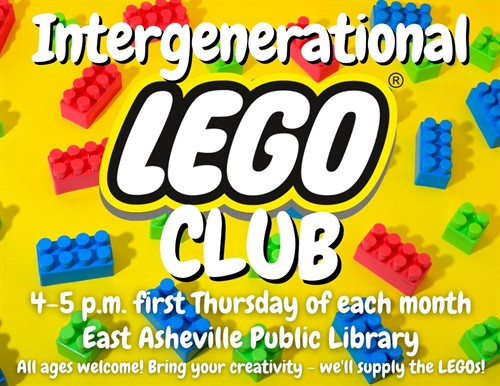 Intergenerational
LEGO®
CLUB
4-5 p.m. first Thursday of each month
East Asheville Public Library
All ages welcome! Bring your creativity - we'll supply the LEGOs!